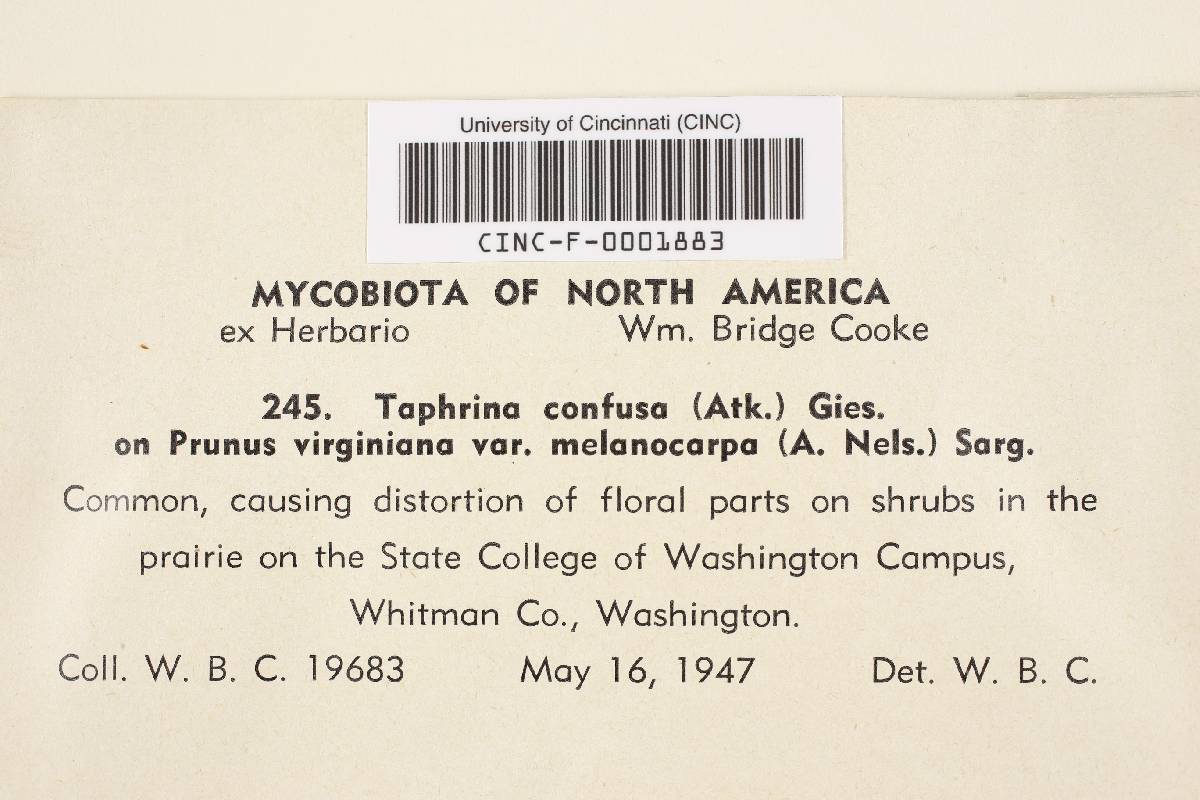 University of Cincinnati (CINC)
CINC-F-0001883
MYCOBIOTA OF NORTH AMERICA
ex Herbario Wm. Bridge Cooke
245. Taphrina confusa (Atk.) Gies.
on Prunus virginiana var. melanocarpa (A. Nels.) Sarg.
Common, causing distortion of floral parts on shrubs in the
prairie on the State College of Washington Campus,
Whitman Co., Washington.
Coll. W. B. C. 19683 May 16, 1947 Det. W. B. C.